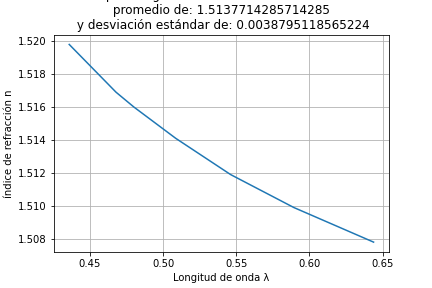 promedio de: 1.5137714285714285
y desviación estándar de: 0.0038795118565224
1.520
1.518
1.516
1.514
1.512
1.510
1.508
índice de refracción n
0.45 0.50 0.55 0.60 0.65
Longitud de onda λ